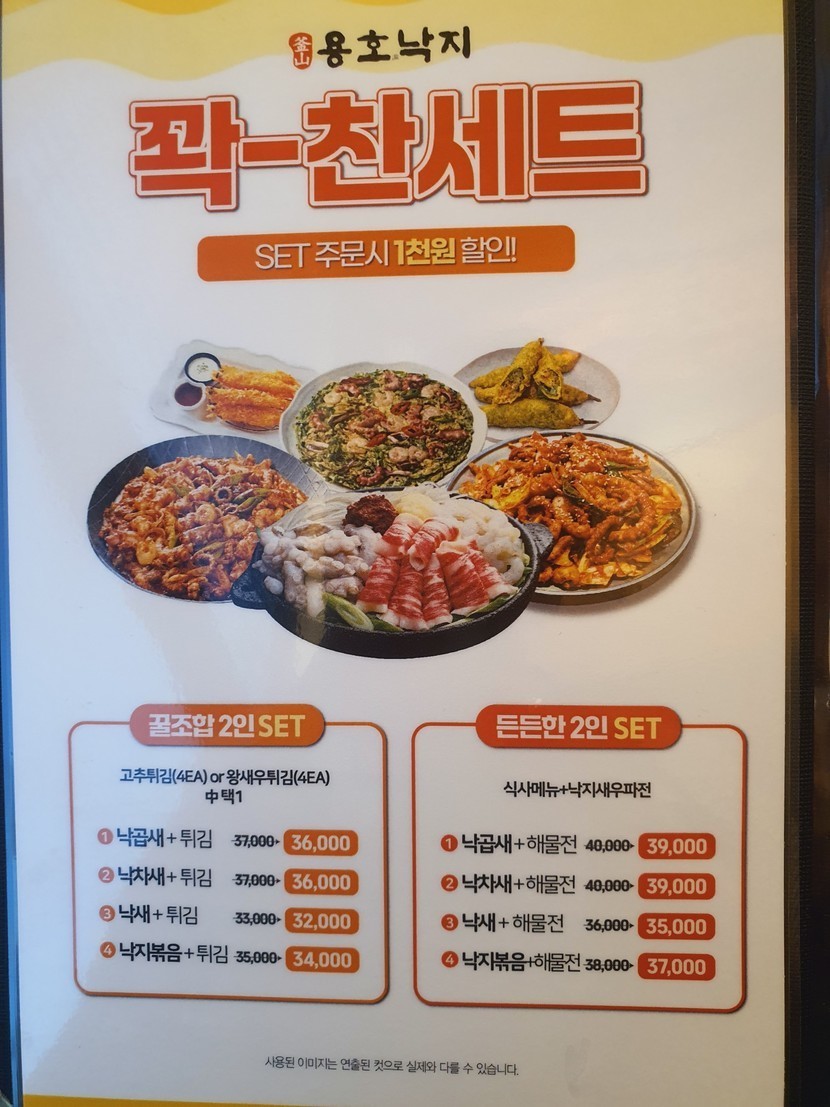 釜山 용호낙지
꽉-찬세트
SET 주문시 1천원 할인!
꿀조합 2인 SET
고추튀김(4EA) or 왕새우튀김(4EA)
中 택1
1 낙곱새 + 튀김 37,000 36,000
2 낙차새 + 튀김 37,000 36,000
3 낙새 + 튀김 33,000 32,000
4 낙지볶음 + 튀김 35,000 34,000
든든한 2인 SET
식사메뉴+낙지새우파전
1 낙곱새 + 해물전 40,000 39,000
2 낙차새 + 해물전 40,000 39,000
3 낙새 + 해물전 36,000 35,000
4 낙지볶음+해물전 38,000 37,000
사용된 이미지는 연출된 컷으로 실제와 다를 수 있습니다.